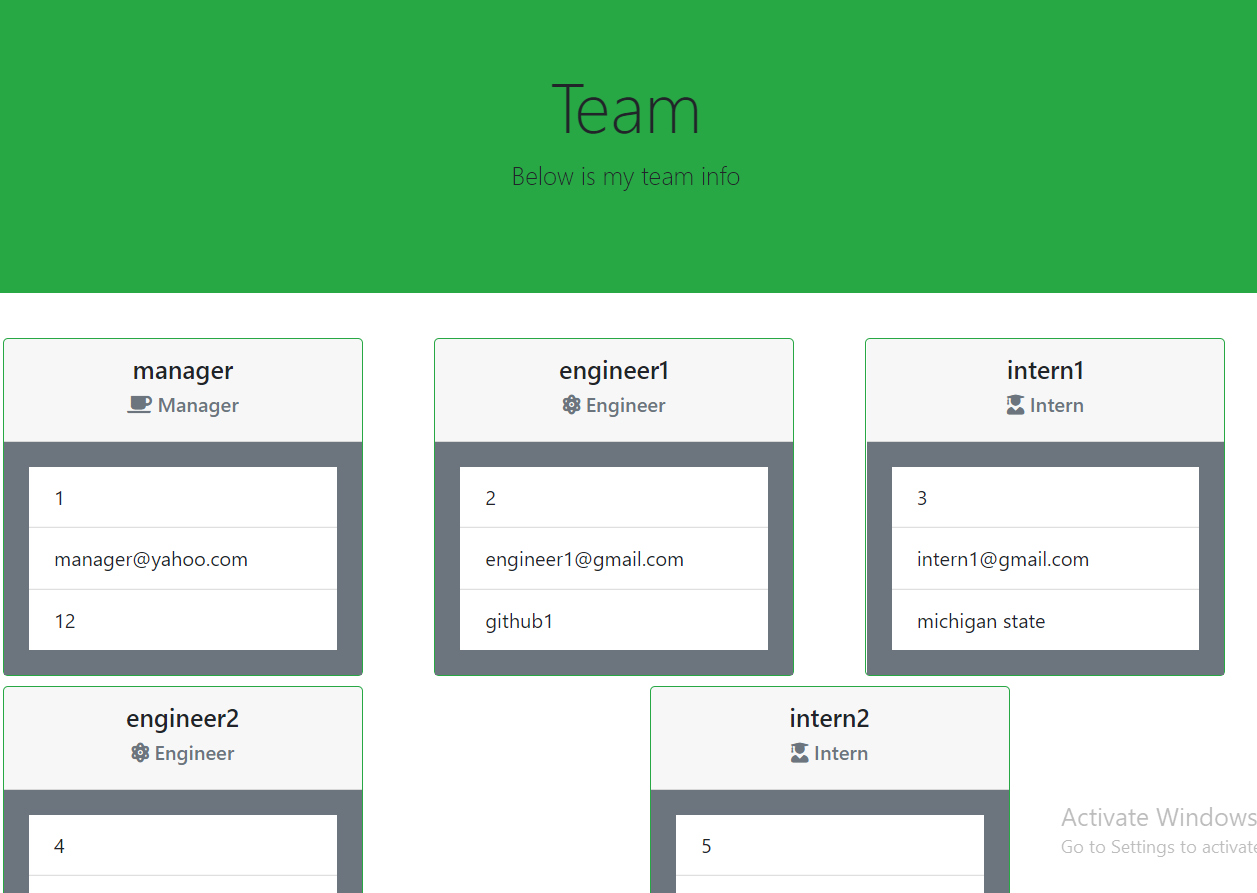 Team
Below is my team info
manager
Manager
1
manager@yahoo.com
12
engineer1
Engineer
2
engineer1@gmail.com
github1
intern1
Intern
3
intern1@gmail.com
michigan state
engineer2
Engineer
4
intern2
Intern
5
Activate Windows
Go to Settings to activate